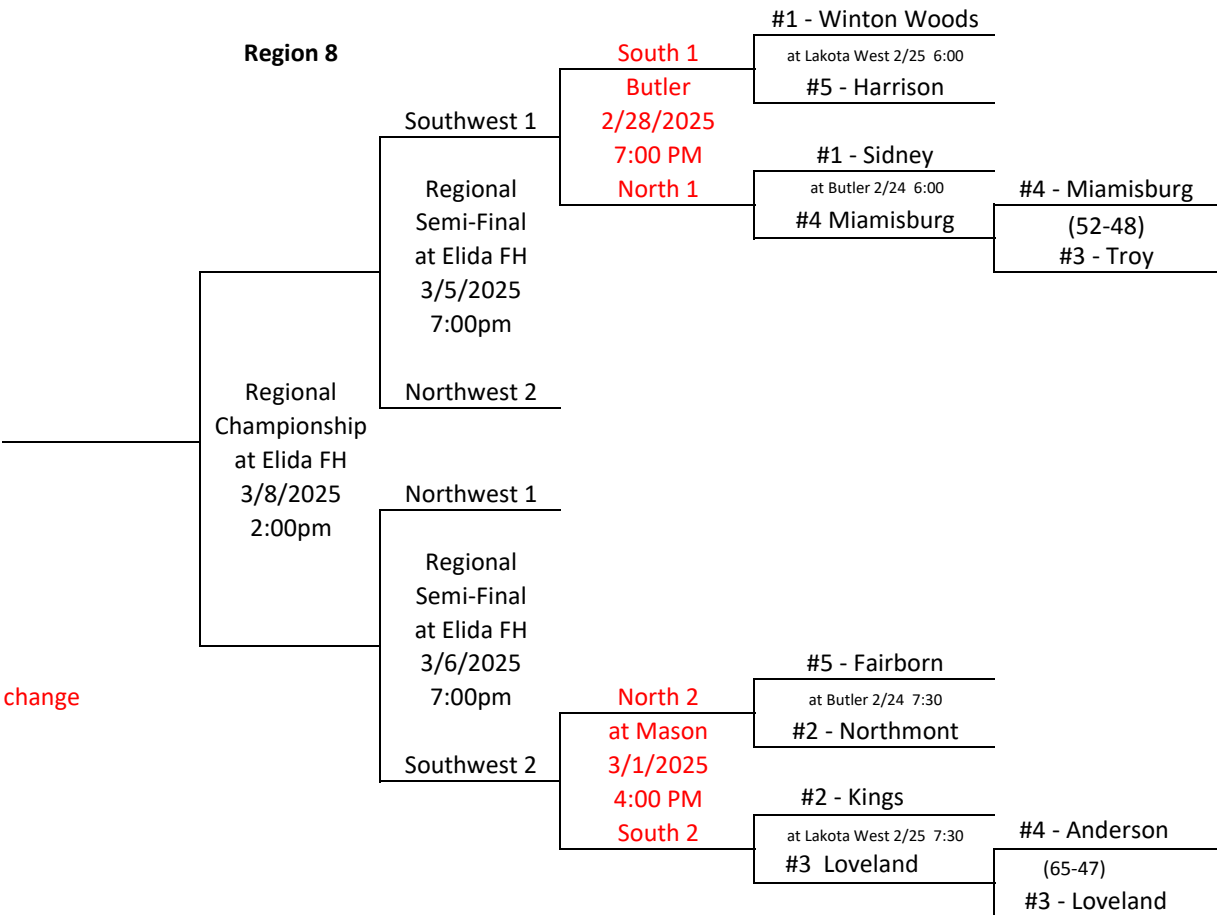 Region 8
#1 - Winton Woods
at Lakota West 2/25 6:00
#5 - Harrison
South 1
Butler
2/28/2025
7:00 PM
North 1
#1 - Sidney
at Butler 2/24 6:00
#4 Miamisburg
#4 - Miamisburg
(52-48)
#3 - Troy
Southwest 1
Regional
Semi-Final
at Elida FH
3/5/2025
7:00pm
Northwest 2
Regional
Championship
at Elida FH
3/8/2025
2:00pm
Northwest 1
Regional
Semi-Final
at Elida FH
3/6/2025
7:00pm
Southwest 2
change
North 2
at Mason
3/1/2025
4:00 PM
South 2
#5 - Fairborn
at Butler 2/24 7:30
#2 - Northmont
#2 - Kings
at Lakota West 2/25 7:30
#3 Loveland
#4 - Anderson
(65-47)
#3 - Loveland